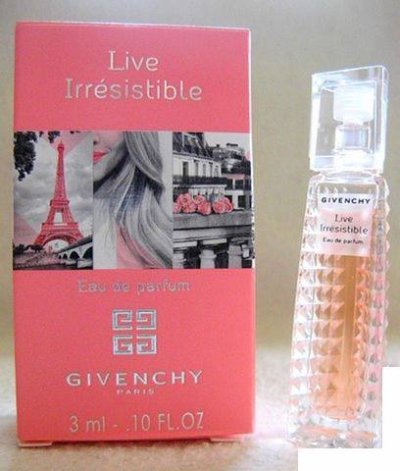 Live
Irrésistible
Eau de parfum
GIVENCHY
PARIS
3 ml - .10 FL.OZ
GIVENCHY
Live
Irrésistible
Eau de parfum